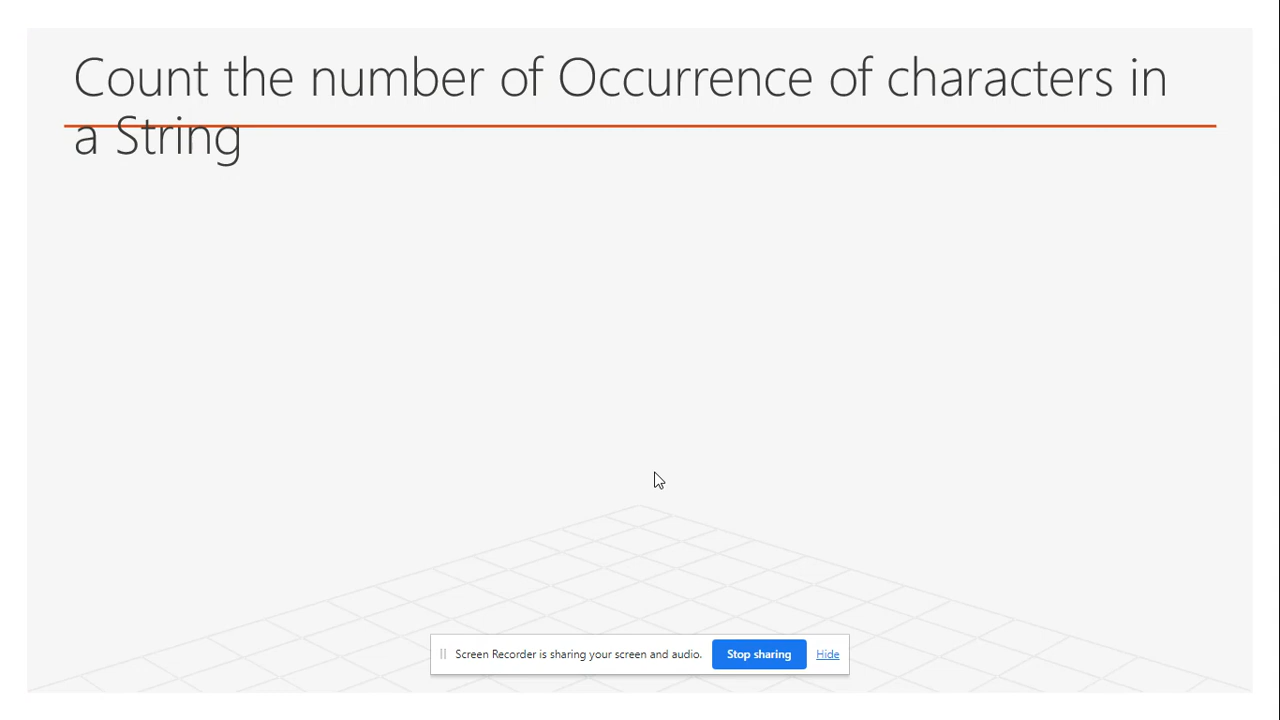 Count the number of Occurrence of characters in
a String
Screen Recorder is sharing your screen and audio. Stop sharing Hide